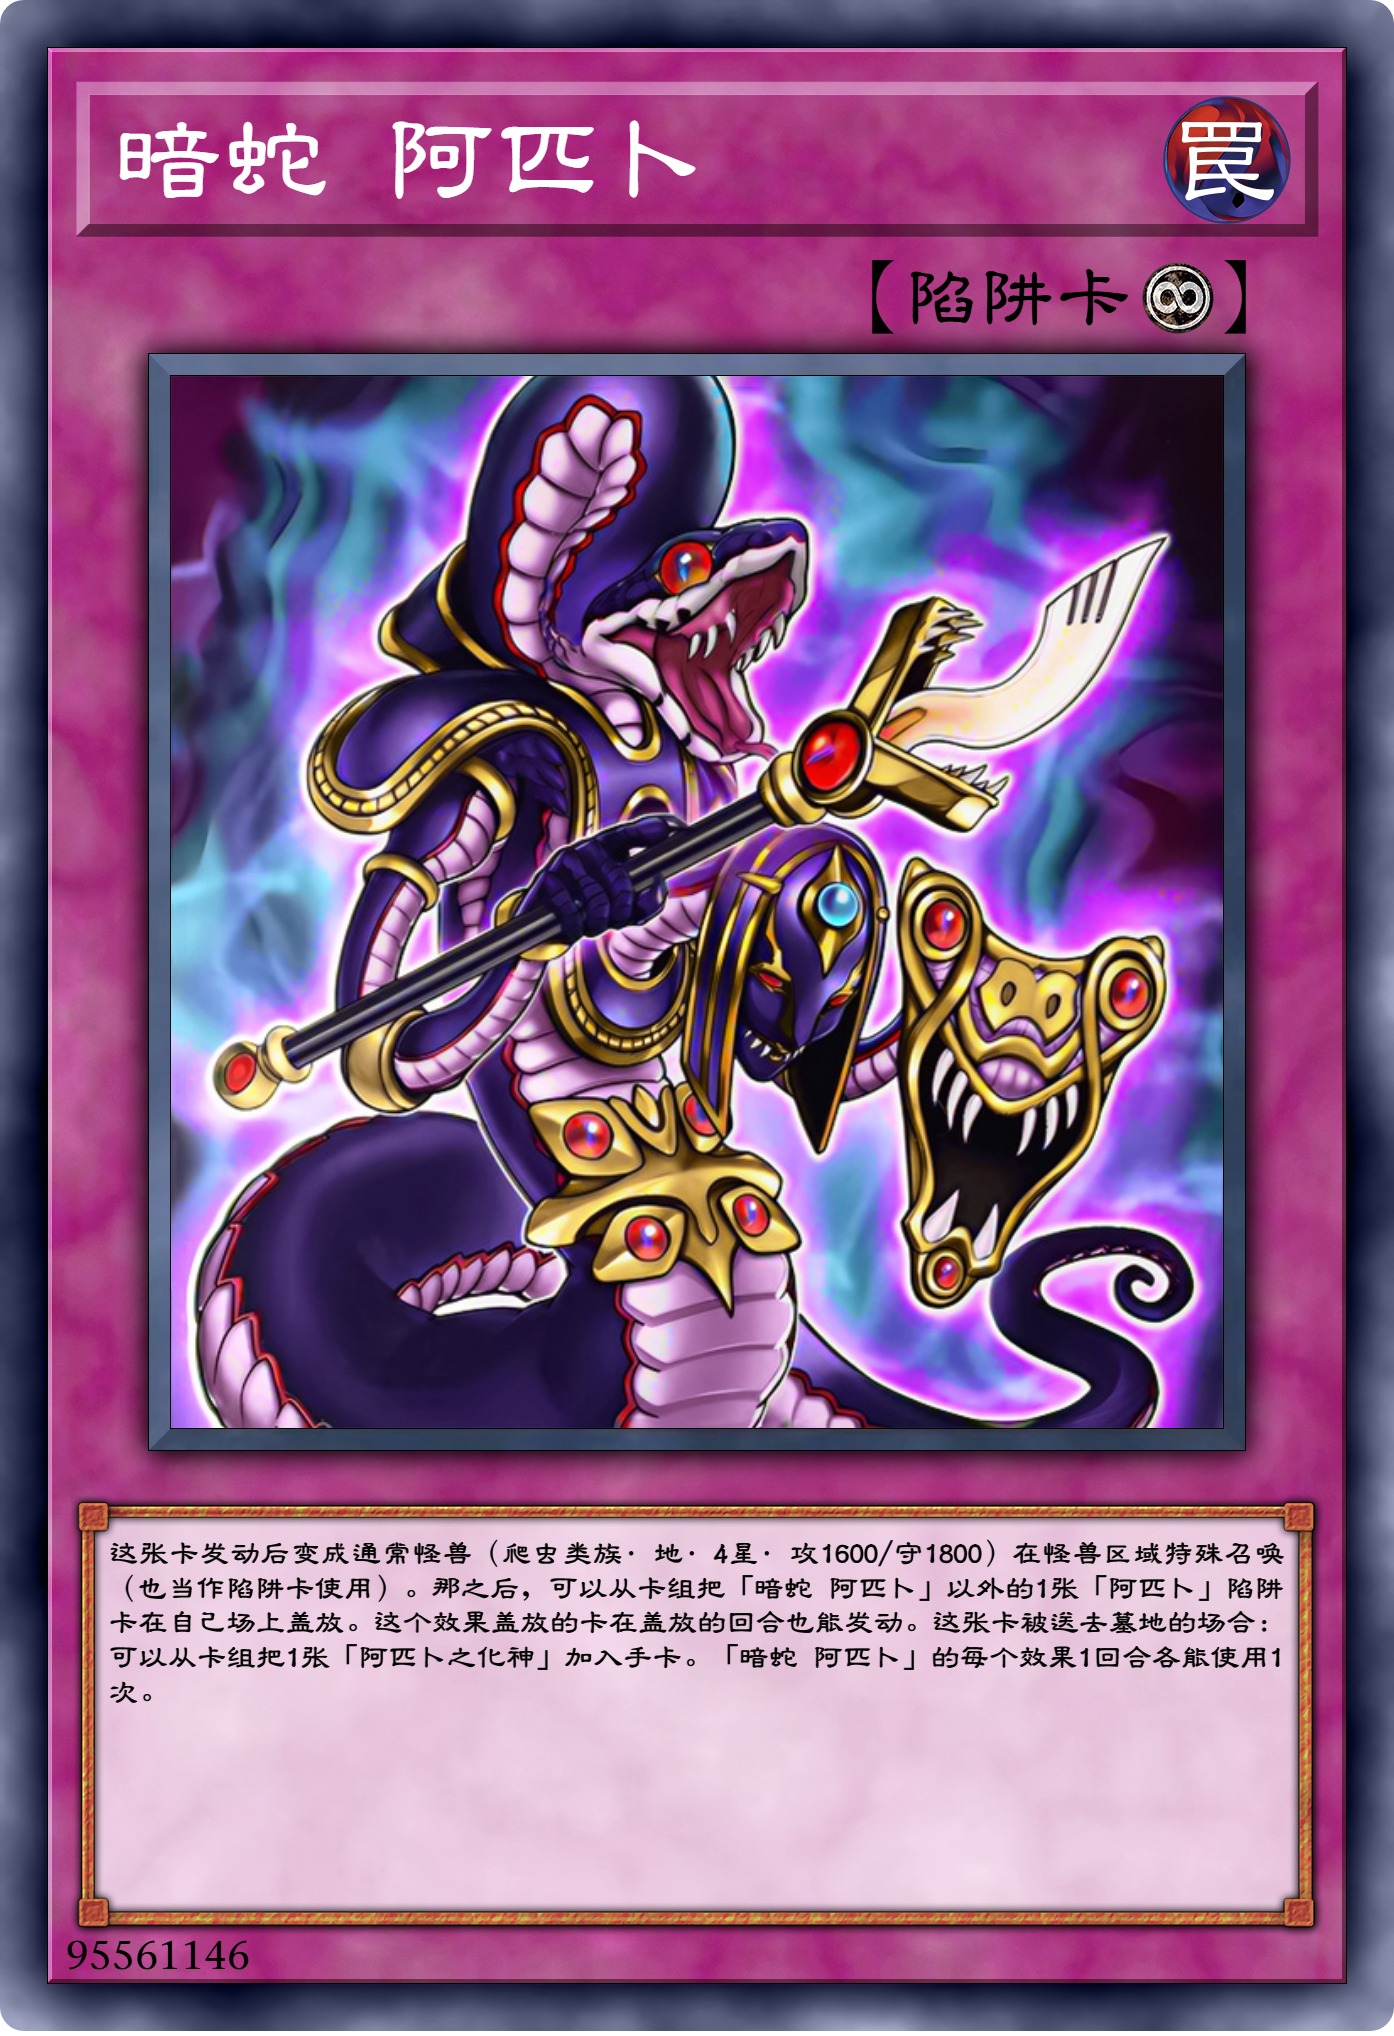 暗蛇 阿匹卜
罠
【陷阱卡】
这张卡发动后变成通常怪兽（爬虫类族·地·4星·攻1600/守1800）在怪兽区域特殊召唤
（也当作陷阱卡使用）。那之后，可以从卡组把「暗蛇 阿匹卜」以外的1张「阿匹卜」陷阱
卡在自己场上盖放。这个效果盖放的卡在盖放的回合也能发动。这张卡被送去墓地的场合：
可以从卡组把1张「阿匹卜之化神」加入手卡。「暗蛇 阿匹卜」的每个效果1回合各能使用1
次。
95561146